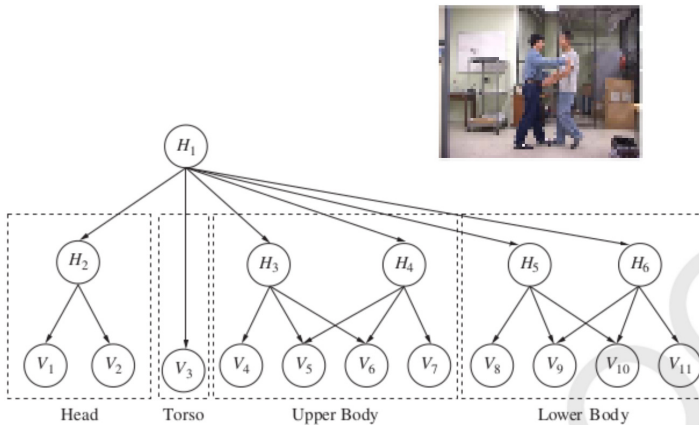 H₁
H₂ H₃ H₄ H₅ H₆
V₁ V₂ V₃ V₄ V₅ V₆ V₇ V₈ V₉ V₁₀ V₁₁
Head Torso Upper Body Lower Body